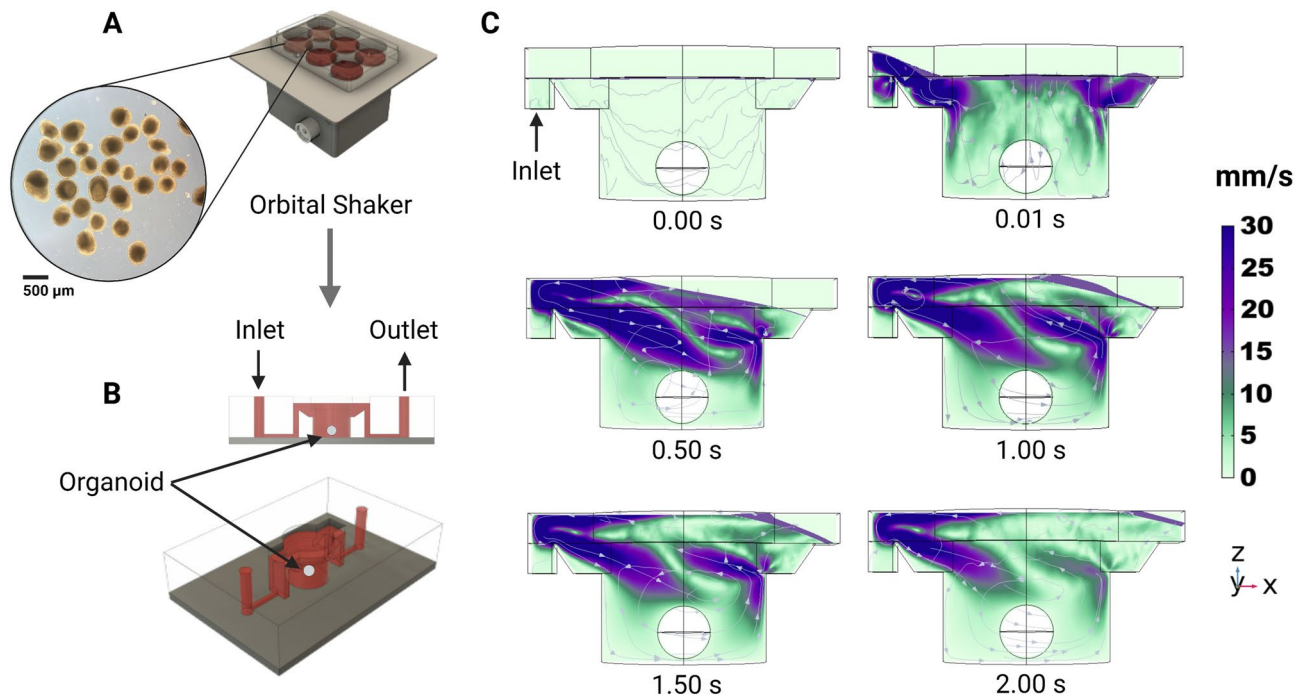 A
Orbital Shaker
500 µm
Inlet
Outlet
B
Organoid
C
Inlet
0.00 s
0.01 s
0.50 s
1.00 s
1.50 s
2.00 s
mm/s
30
25
20
15
10
5
0
z
y
x